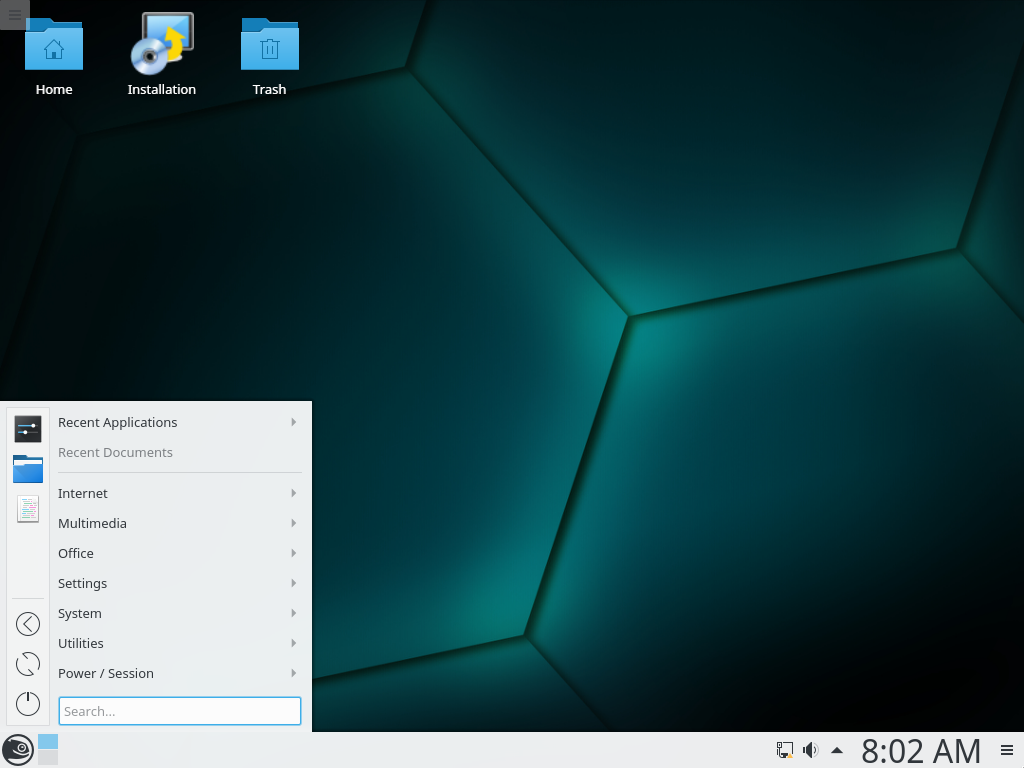 Home
Installation
Trash
Recent Applications
Recent Documents
Internet
Multimedia
Office
Settings
System
Utilities
Power / Session
Search...
8:02 AM